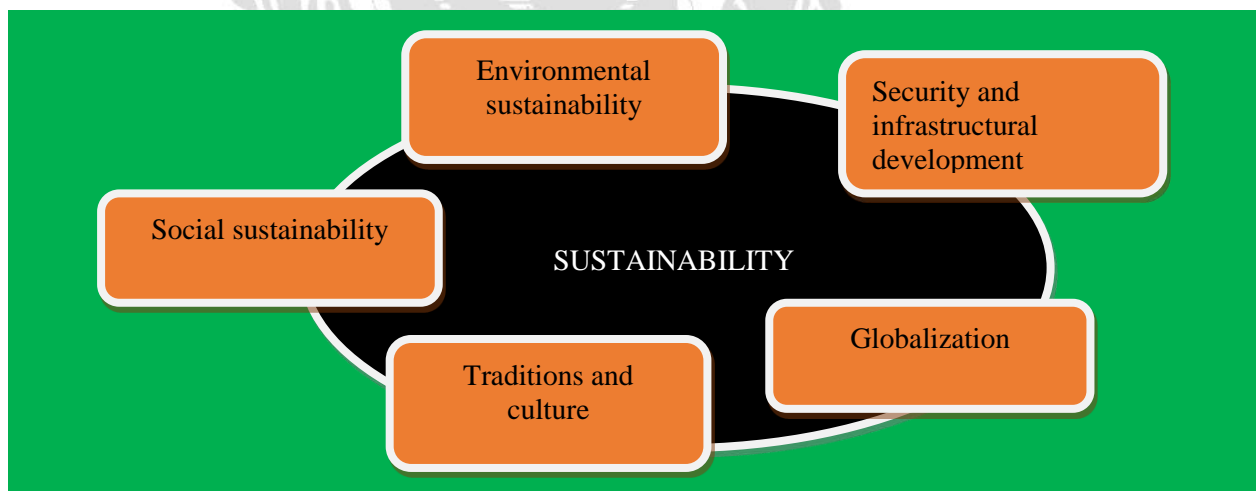 Environmental
sustainability
Security and
infrastructural
development
Social sustainability
SUSTAINABILITY
Globalization
Traditions and
culture